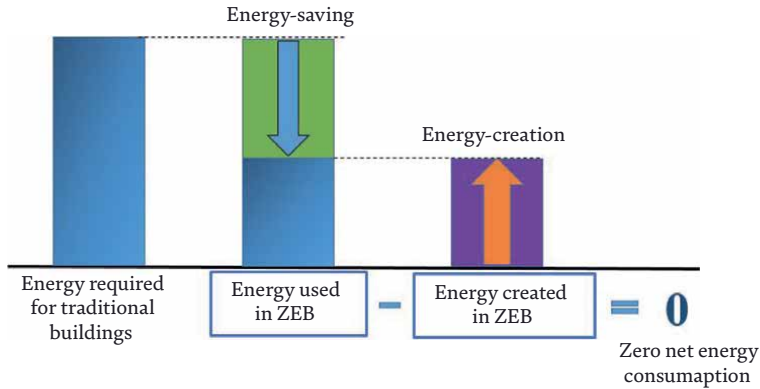 Energy-saving
Energy-creation
Energy required
for traditional
buildings
Energy used
in ZEB
-
Energy created
in ZEB
=
0
Zero net energy
consumaption